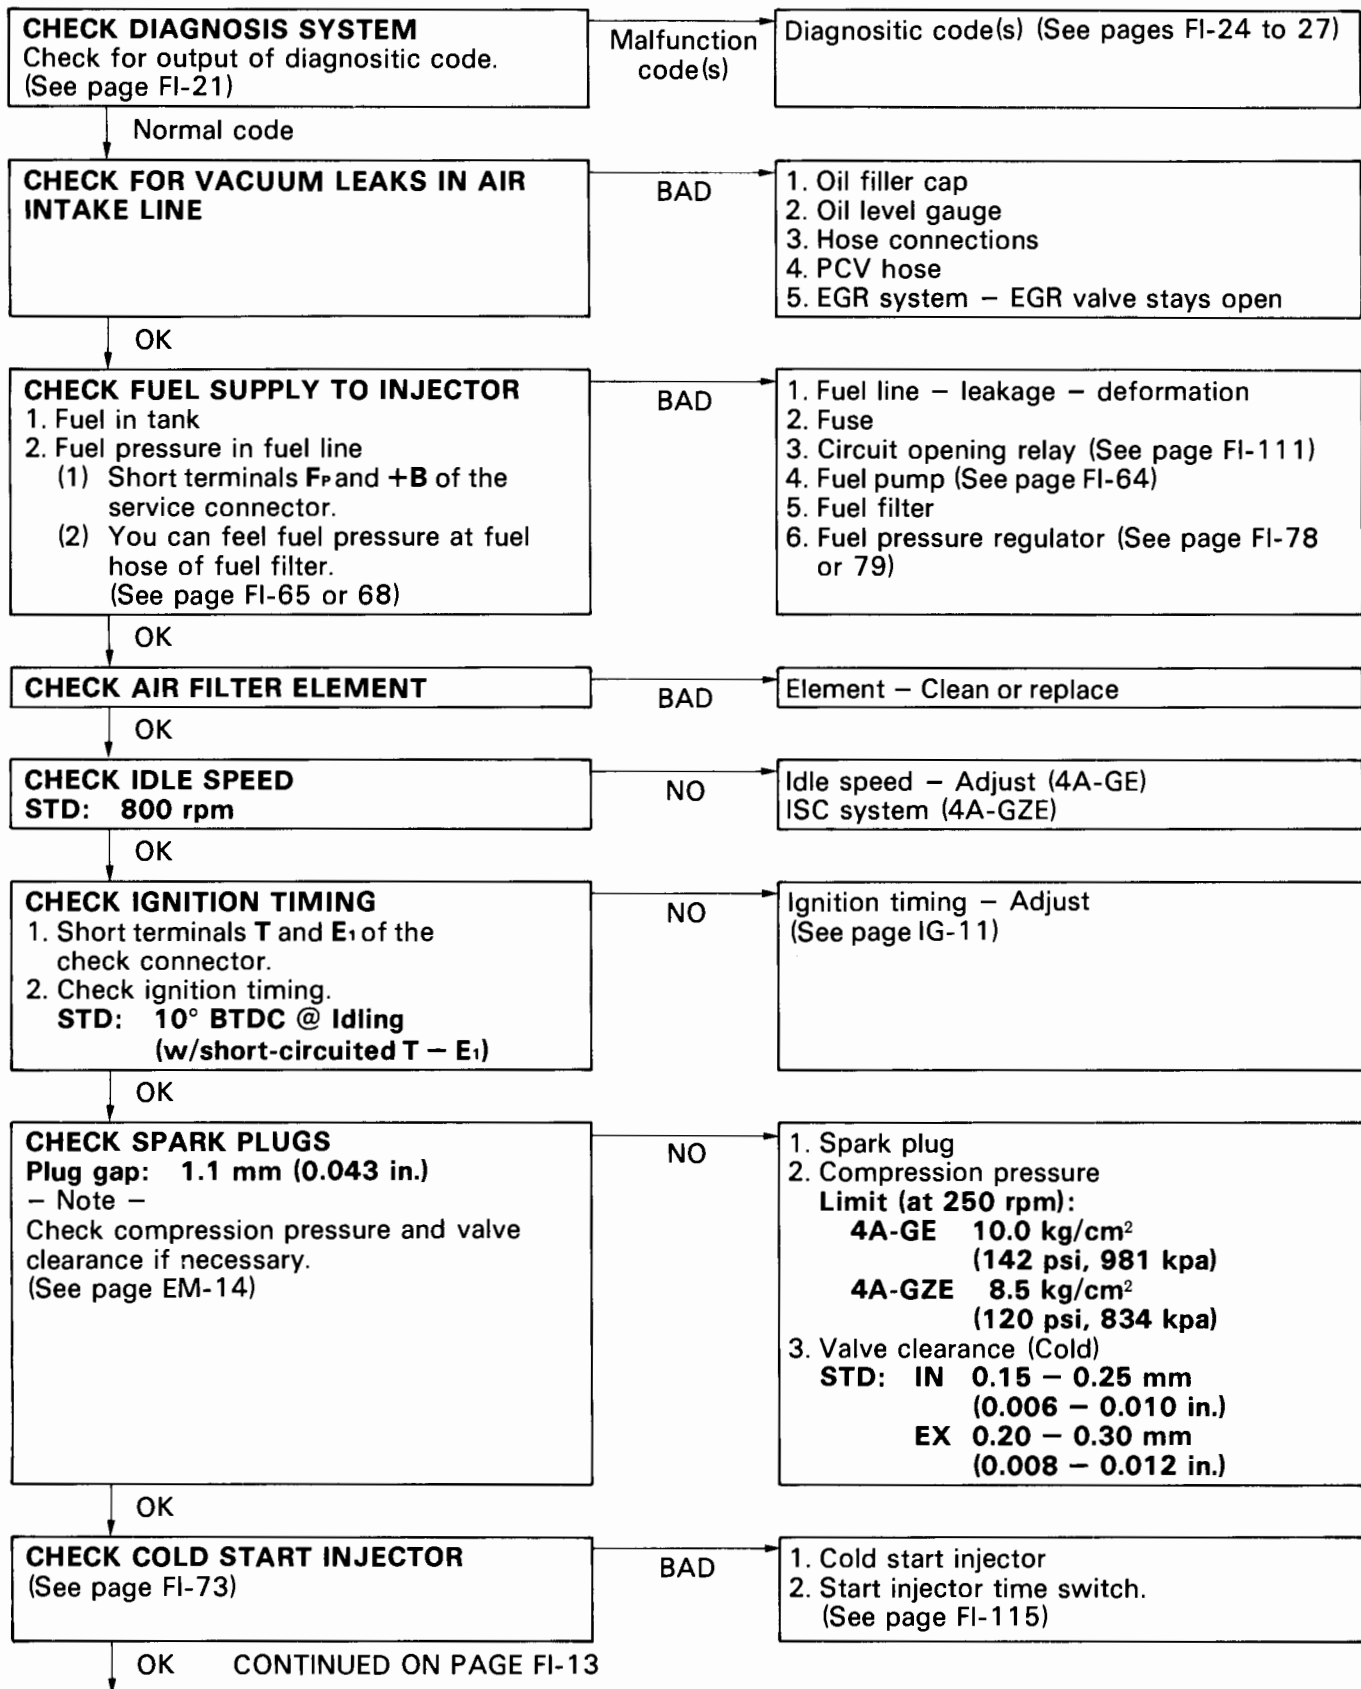 CHECK DIAGNOSIS SYSTEM
Check for output of diagnositic code.
(See page FI-21)
Malfunction
code(s)
Diagnositic code(s) (See pages FI-24 to 27)
Normal code
CHECK FOR VACUUM LEAKS IN AIR
INTAKE LINE
BAD
1. Oil filler cap
2. Oil level gauge
3. Hose connections
4. PCV hose
5. EGR system – EGR valve stays open
OK
CHECK FUEL SUPPLY TO INJECTOR
1. Fuel in tank
2. Fuel pressure in fuel line
(1) Short terminals FP and +B of the
service connector.
(2) You can feel fuel pressure at fuel
hose of fuel filter.
(See page FI-65 or 68)
BAD
1. Fuel line – leakage – deformation
2. Fuse
3. Circuit opening relay (See page FI-111)
4. Fuel pump (See page FI-64)
5. Fuel filter
6. Fuel pressure regulator (See page FI-78
or 79)
OK
CHECK AIR FILTER ELEMENT
BAD
Element – Clean or replace
OK
CHECK IDLE SPEED
STD: 800 rpm
NO
Idle speed – Adjust (4A-GE)
ISC system (4A-GZE)
OK
CHECK IGNITION TIMING
1. Short terminals T and E1 of the
check connector.
2. Check ignition timing.
STD: 10° BTDC @ Idling
(w/short-circuited T – E1)
NO
Ignition timing – Adjust
(See page IG-11)
OK
CHECK SPARK PLUGS
Plug gap: 1.1 mm (0.043 in.)
– Note –
Check compression pressure and valve
clearance if necessary.
(See page EM-14)
NO
1. Spark plug
2. Compression pressure
Limit (at 250 rpm):
4A-GE 10.0 kg/cm²
(142 psi, 981 kpa)
4A-GZE 8.5 kg/cm²
(120 psi, 834 kpa)
3. Valve clearance (Cold)
STD: IN 0.15 – 0.25 mm
(0.006 – 0.010 in.)
EX 0.20 – 0.30 mm
(0.008 – 0.012 in.)
OK
CHECK COLD START INJECTOR
(See page FI-73)
BAD
1. Cold start injector
2. Start injector time switch.
(See page FI-115)
OK CONTINUED ON PAGE FI-13